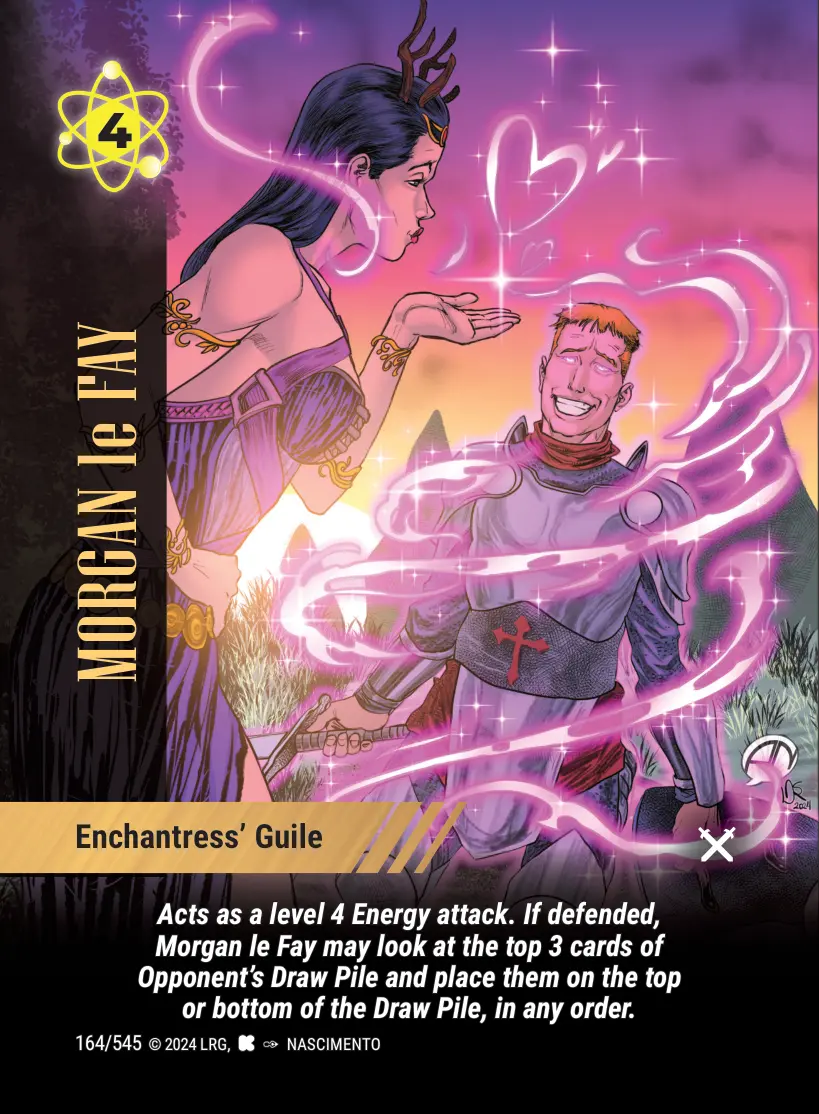 4
MORGAN le FAY
Enchantress’ Guile
Acts as a level 4 Energy attack. If defended,
Morgan le Fay may look at the top 3 cards of
Opponent’s Draw Pile and place them on the top
or bottom of the Draw Pile, in any order.
164/545 © 2024 LRG, NASCIMENTO
2024